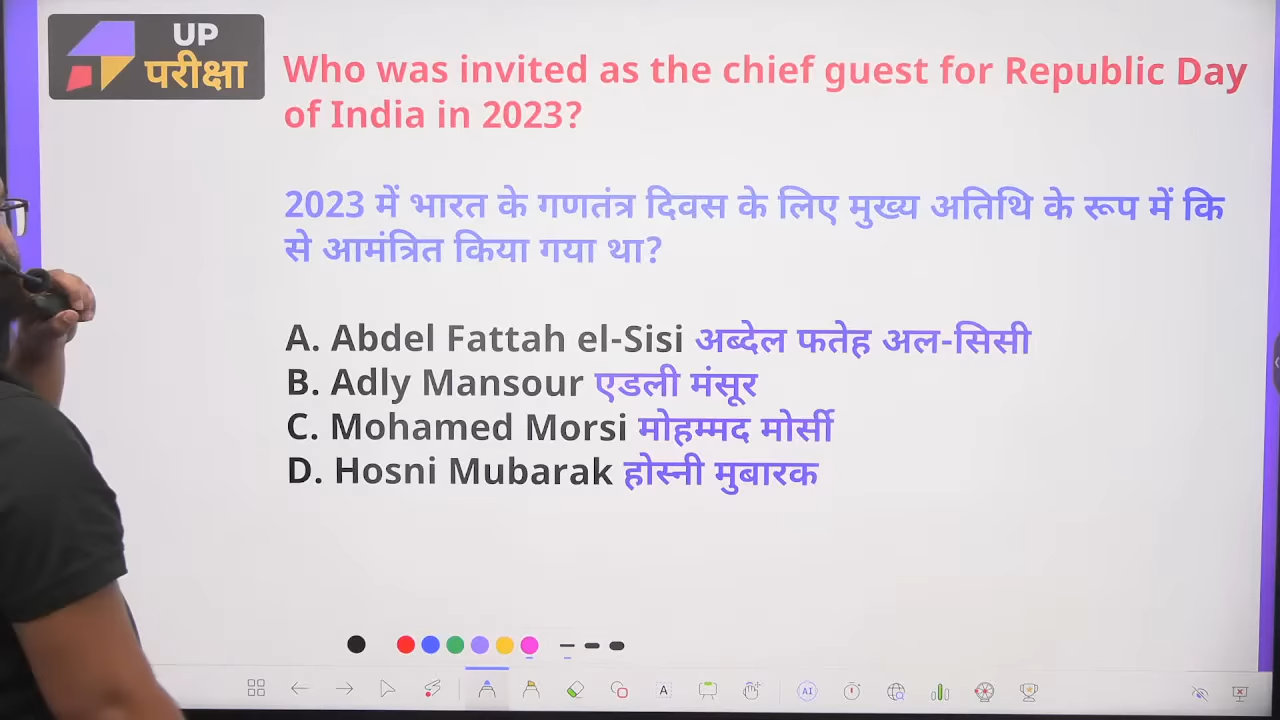 UP
परीक्षा
Who was invited as the chief guest for Republic Day
of India in 2023?
2023 में भारत के गणतंत्र दिवस के लिए मुख्य अतिथि के रूप में कि
से आमंत्रित किया गया था?
A. Abdel Fattah el-Sisi अब्देल फतेह अल-सिसी
B. Adly Mansour एडली मंसूर
C. Mohamed Morsi मोहम्मद मोर्सी
D. Hosni Mubarak होस्नी मुबारक
A
AI